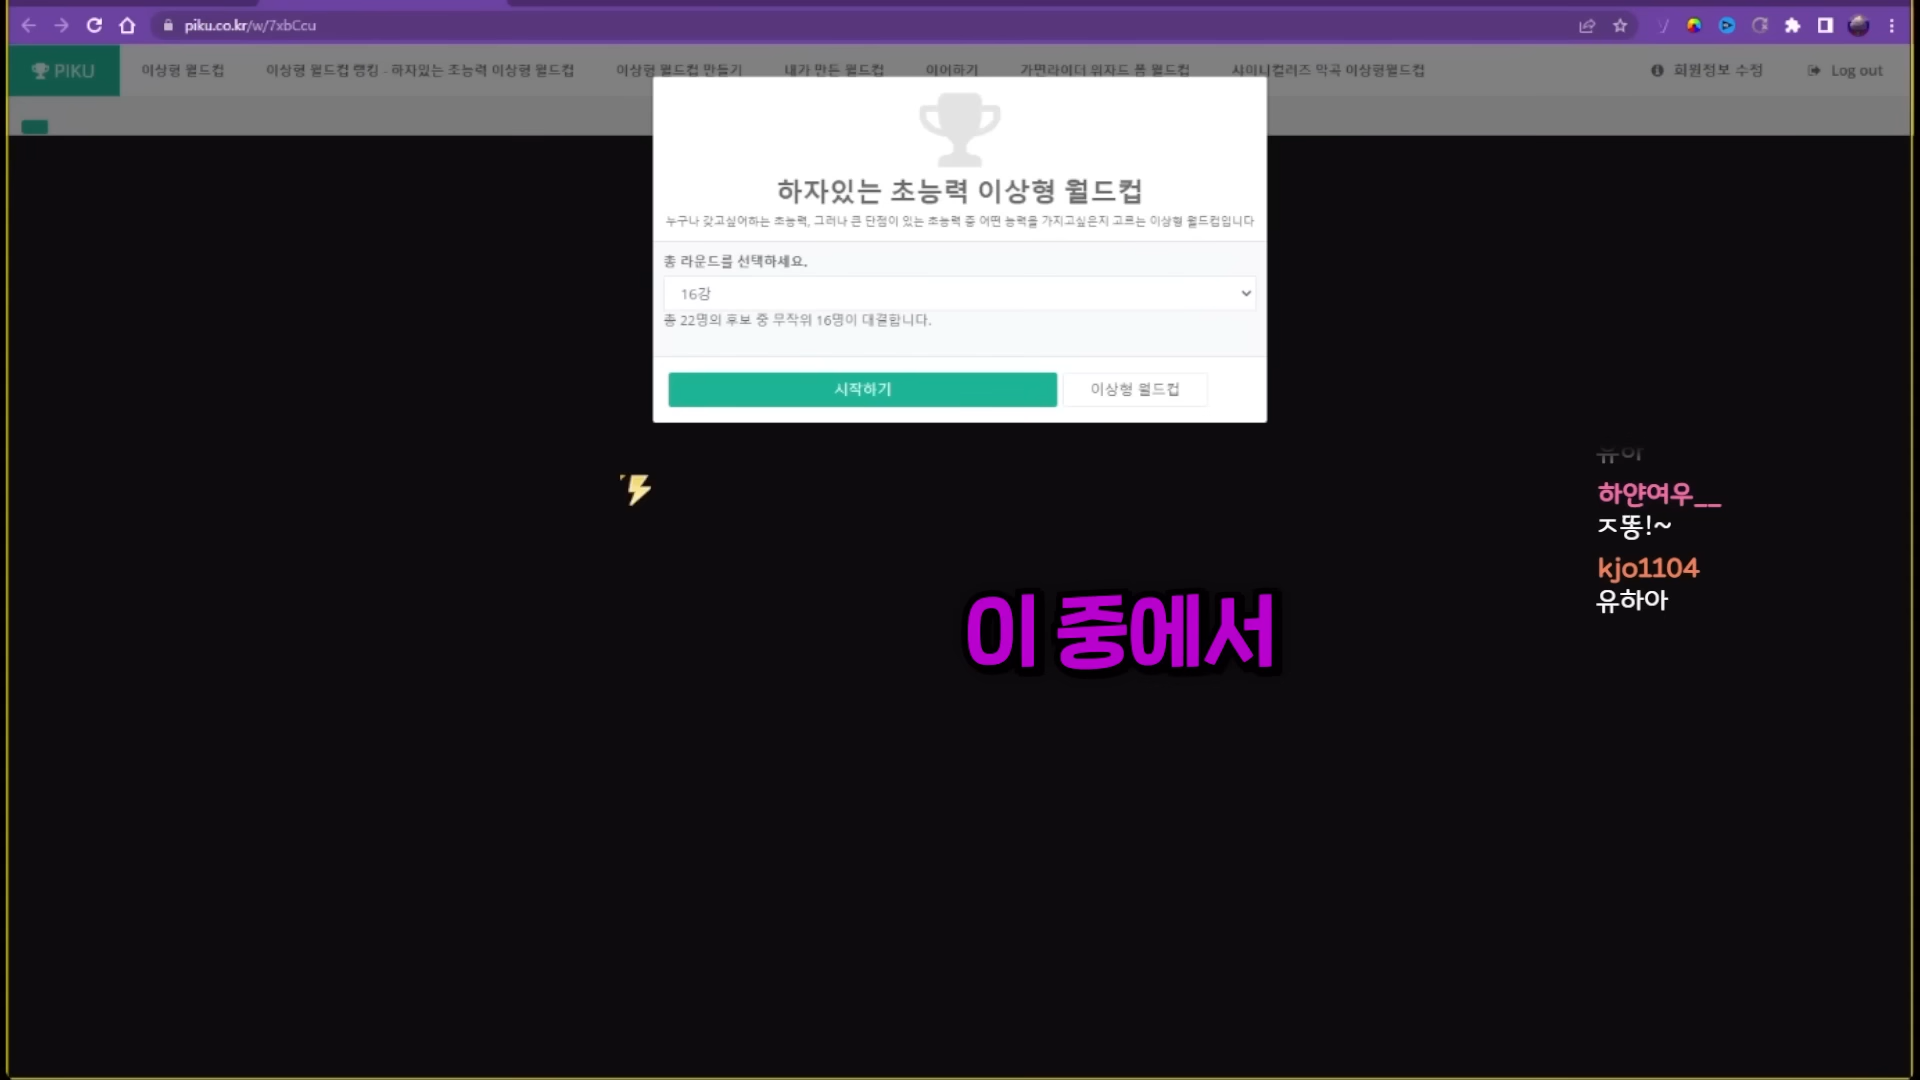 piku.co.kr/w/7xbCcu
PIKU 이상형 월드컵 이상형 월드컵 랭킹 - 하자있는 초능력 이상형 월드컵 이상형 월드컵 만들기 내가 만든 월드컵 이어하기 가면라이더 위자드 폼 월드컵 샤이니컬러즈 막곡 이상형월드컵 회원정보 수정 Log out
하자있는 초능력 이상형 월드컵
누구나 갖고싶어하는 초능력, 그러나 큰 단점이 있는 초능력 중 어떤 능력을 가지고싶은지 고르는 이상형 월드컵입니다
총 라운드를 선택하세요.
16강
총 22명의 후보 중 무작위 16명이 대결합니다.
시작하기 이상형 월드컵
유하
하얀여우__
ㅈ똥!~
kjo1104
유하아
이 중에서